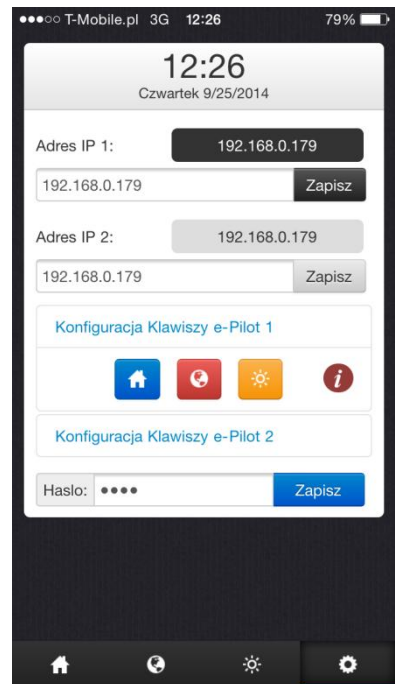 T-Mobile.pl 3G 12:26 79%
12:26
Czwartek 9/25/2014
Adres IP 1: 192.168.0.179
192.168.0.179 Zapisz
Adres IP 2: 192.168.0.179
192.168.0.179 Zapisz
Konfiguracja Klawiszy e-Pilot 1
i
Konfiguracja Klawiszy e-Pilot 2
Haslo: •••• Zapisz